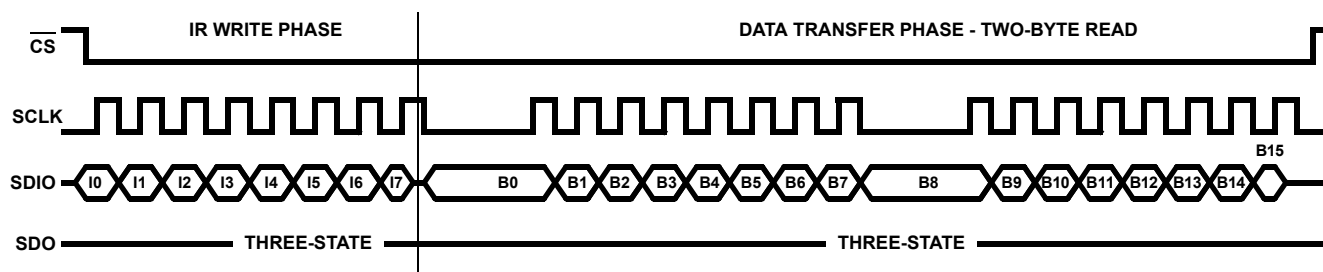 IR WRITE PHASE DATA TRANSFER PHASE - TWO-BYTE READ
CS
SCLK
B15
SDIO I0 I1 I2 I3 I4 I5 I6 I7 B0 B1 B2 B3 B4 B5 B6 B7 B8 B9 B10 B11 B12 B13 B14
SDO THREE-STATE THREE-STATE